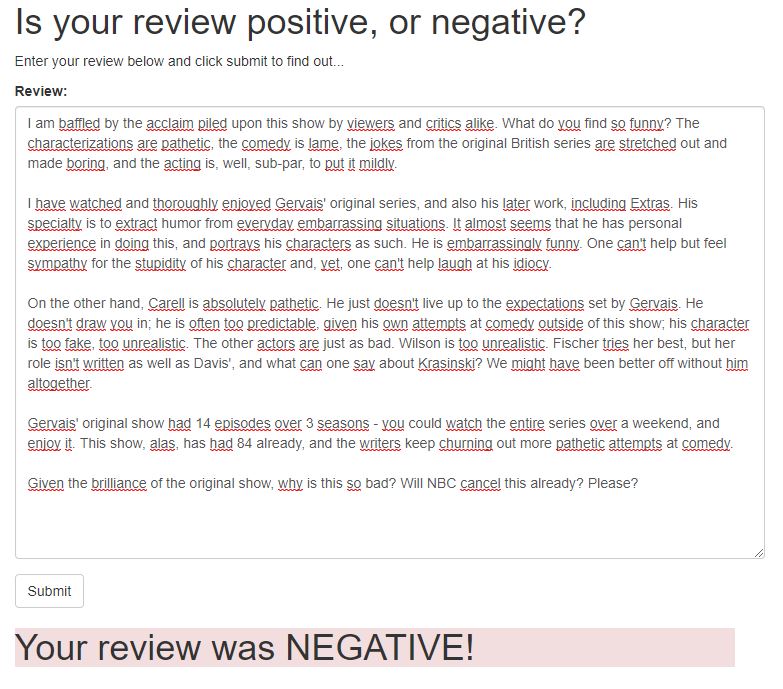 Is your review positive, or negative?
Enter your review below and click submit to find out...
Review:
I am baffled by the acclaim piled upon this show by viewers and critics alike. What do you find so funny? The
characterizations are pathetic, the comedy is lame, the jokes from the original British series are stretched out and
made boring, and the acting is, well, sub-par, to put it mildly.
I have watched and thoroughly enjoyed Gervais' original series, and also his later work, including Extras. His
specialty is to extract humor from everyday embarrassing situations. It almost seems that he has personal
experience in doing this, and portrays his characters as such. He is embarrassingly funny. One can't help but feel
sympathy for the stupidity of his character and, yet, one can't help laugh at his idiocy.
On the other hand, Carell is absolutely pathetic. He just doesn't live up to the expectations set by Gervais. He
doesn't draw you in; he is often too predictable, given his own attempts at comedy outside of this show; his character
is too fake, too unrealistic. The other actors are just as bad. Wilson is too unrealistic. Fischer tries her best, but her
role isn't written as well as Davis', and what can one say about Krasinski? We might have been better off without him
altogether.
Gervais' original show had 14 episodes over 3 seasons - you could watch the entire series over a weekend, and
enjoy it. This show, alas, has had 84 already, and the writers keep churning out more pathetic attempts at comedy.
Given the brilliance of the original show, why is this so bad? Will NBC cancel this already? Please?
Submit
Your review was NEGATIVE!